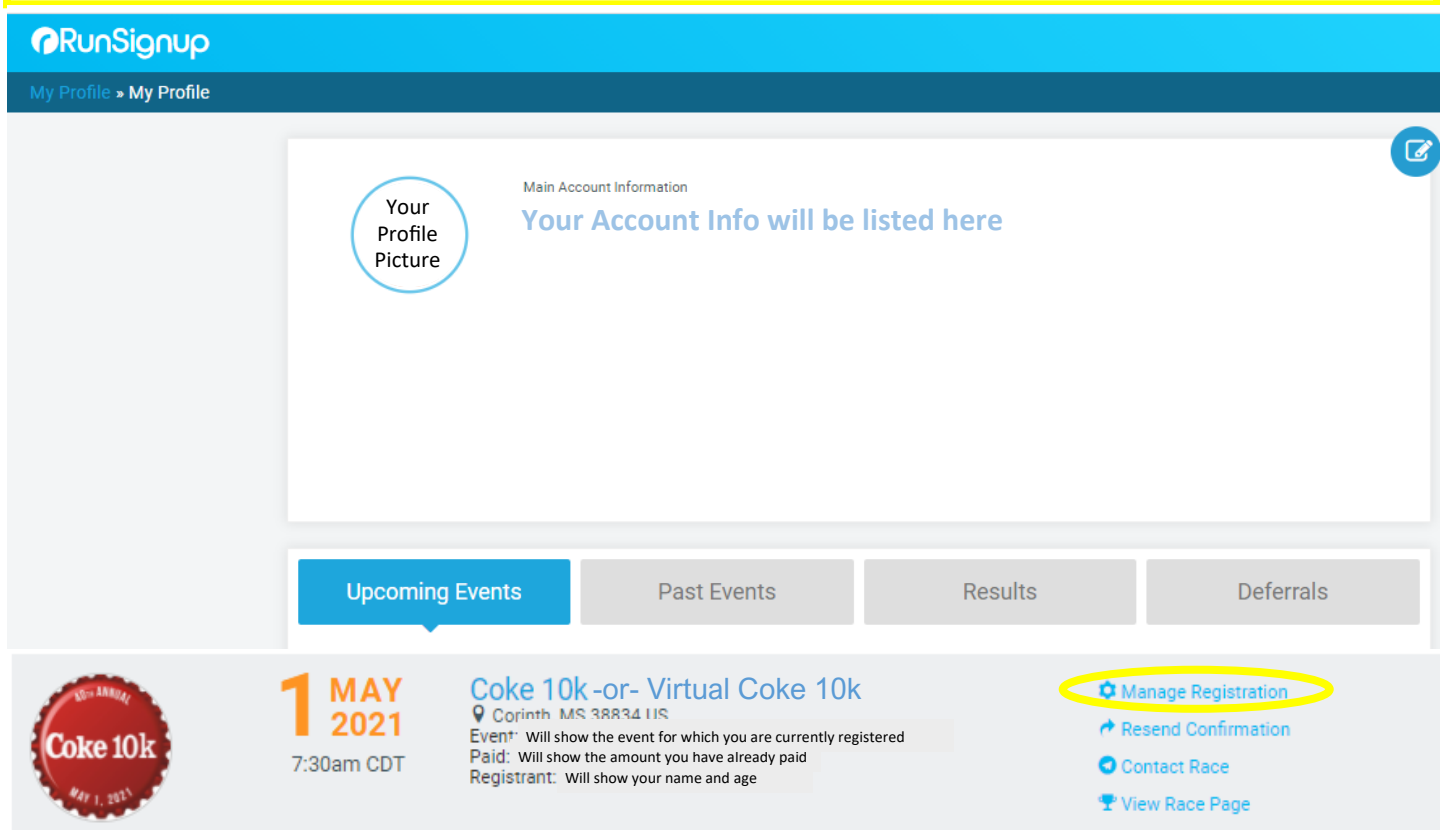 RunSignup
My Profile » My Profile
Main Account Information
Your Account Info will be listed here
Your
Profile
Picture
Upcoming Events
Past Events
Results
Deferrals
40TH ANNUAL
Coke 10k
MAY 1, 2021
1 MAY
2021
7:30am CDT
Coke 10k -or- Virtual Coke 10k
Corinth, MS 38834 US
Event: Will show the event for which you are currently registered
Paid: Will show the amount you have already paid
Registrant: Will show your name and age
Manage Registration
Resend Confirmation
Contact Race
View Race Page